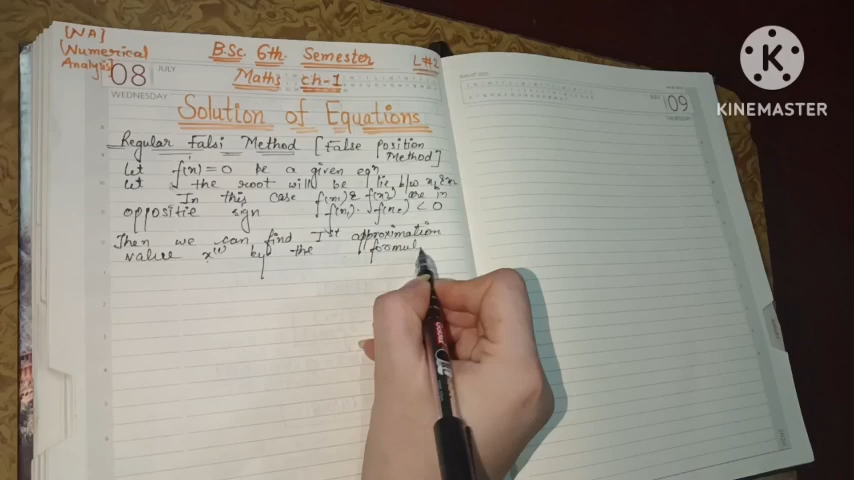 [NA]
[Numerical Analysis]
B.Sc. 6th Semester
L#2
08 JULY
Maths ch-1
WEDNESDAY
Solution of Equations
Regular Falsi Method [False Position Method]
Let f(x) = 0 be a given eqn
Let the root will be lie b/w x1 & x2
In this case f(x1) & f(x2) are in
oppositie sgn f(x1). f(x2) < 0
Then we can find Ist approximation
value x(1) by the formul
09
THURSDAY
K
KINEMASTER